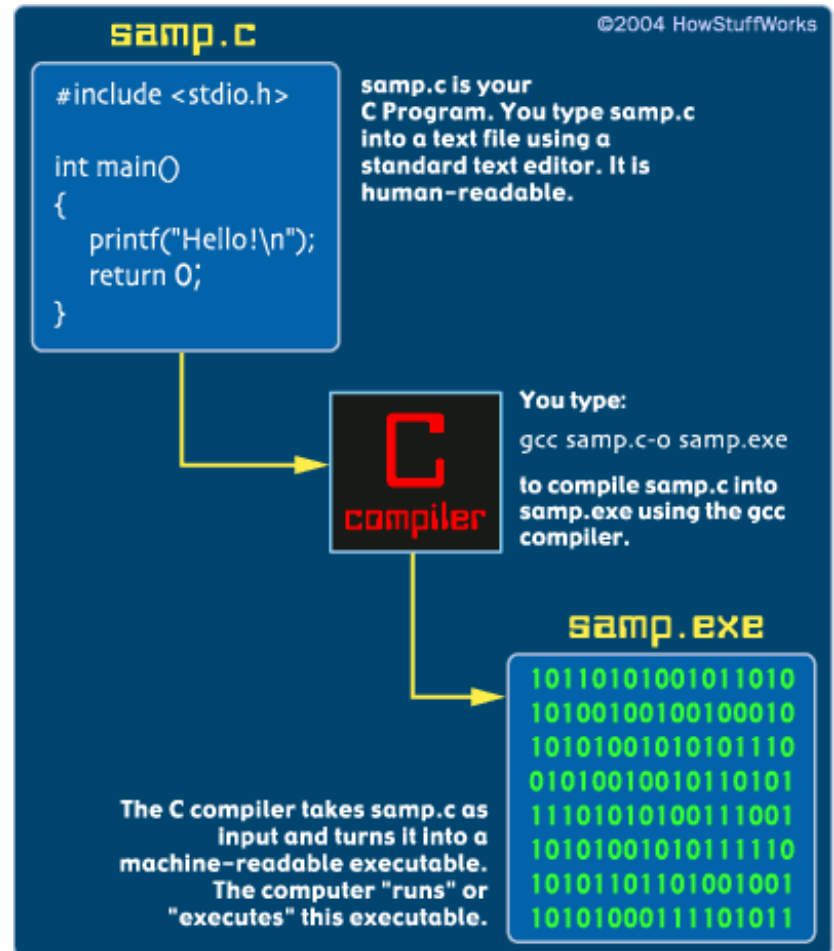 samp.c
©2004 HowStuffWorks
#include <stdio.h>
int main()
{
printf("Hello!\n");
return 0;
}
samp.c is your
C Program. You type samp.c
into a text file using a
standard text editor. It is
human-readable.
C
compiler
You type:
gcc samp.c-o samp.exe
to compile samp.c into
samp.exe using the gcc
compiler.
samp.exe
10110101001011010
10100100100100010
10101001010101110
01010010010110101
11101010100111001
10101001010111110
10101101101001001
10101000111101011
The C compiler takes samp.c as
input and turns it into a
machine-readable executable.
The computer "runs" or
"executes" this executable.